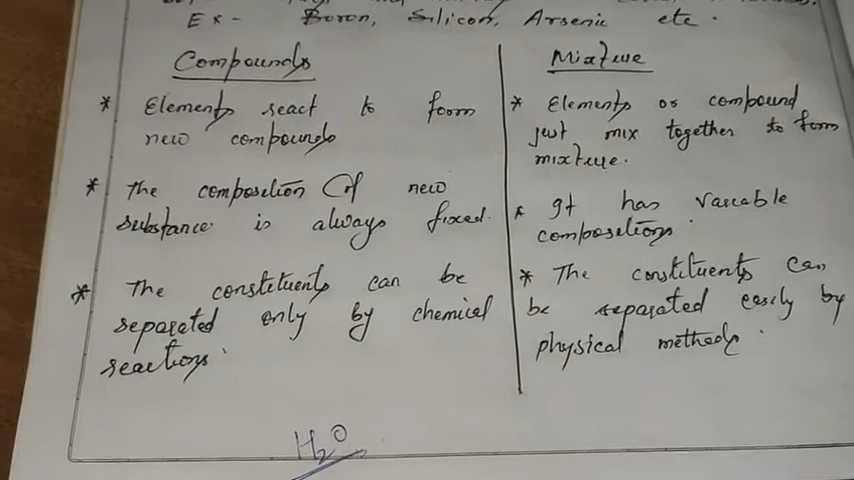 Ex- Boron, Silicon, Arsenic etc.
Compounds
* Elements react to form
new compounds
* The composition of new
substance is always fixed.
* The constituents can be
separated only by chemical
reactions.
Mixture
* Elements or compound
just mix together to form
mixture.
* It has variable
compositions.
* The constituents can
be separated easily by
physical methods.
H2O